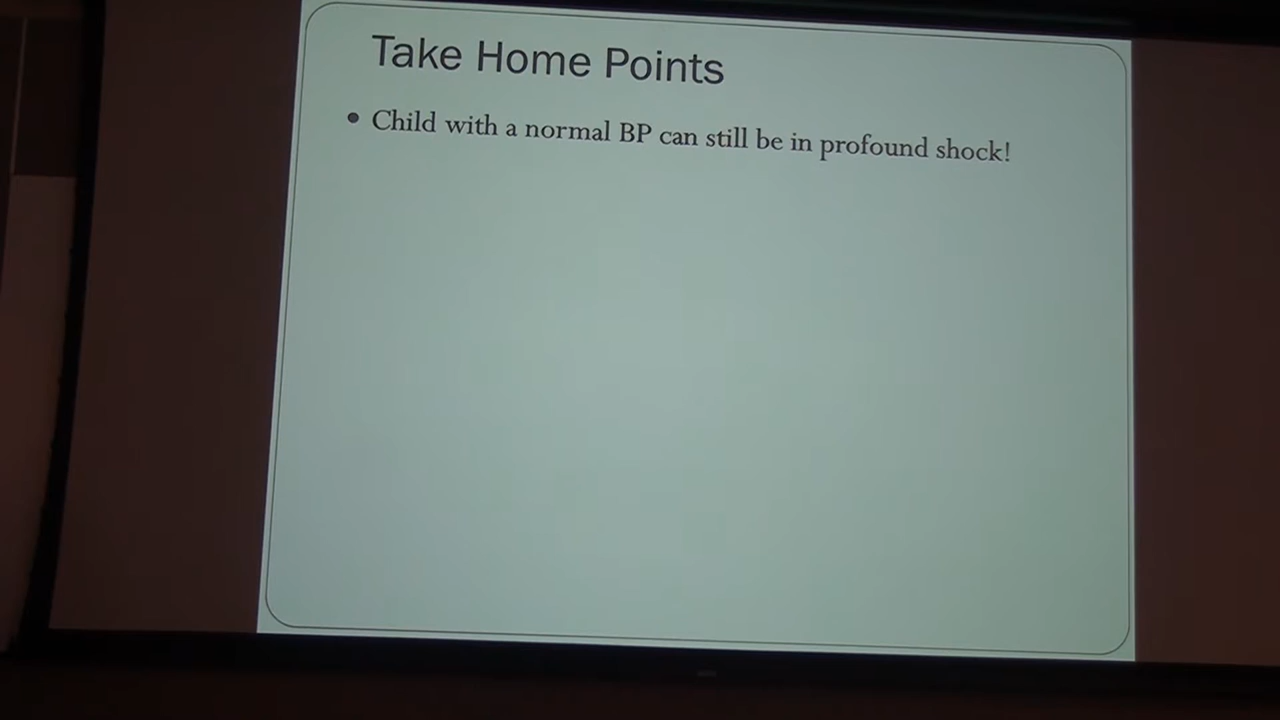 Take Home Points
• Child with a normal BP can still be in profound shock!